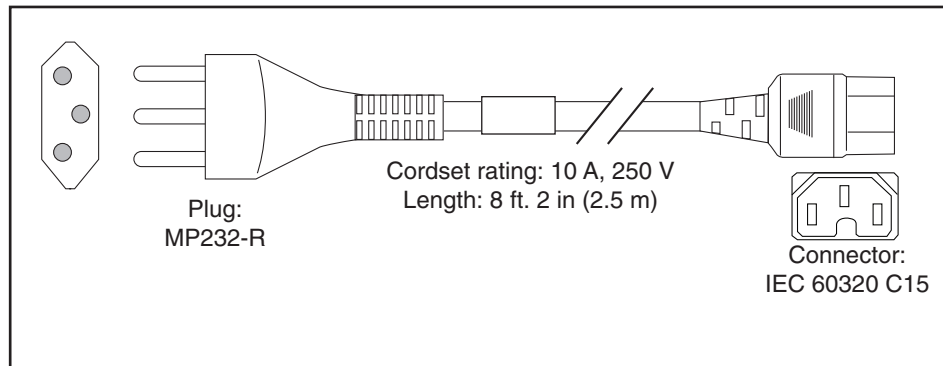 Cordset rating: 10 A, 250 V
Length: 8 ft. 2 in (2.5 m)
Plug:
MP232-R
Connector:
IEC 60320 C15